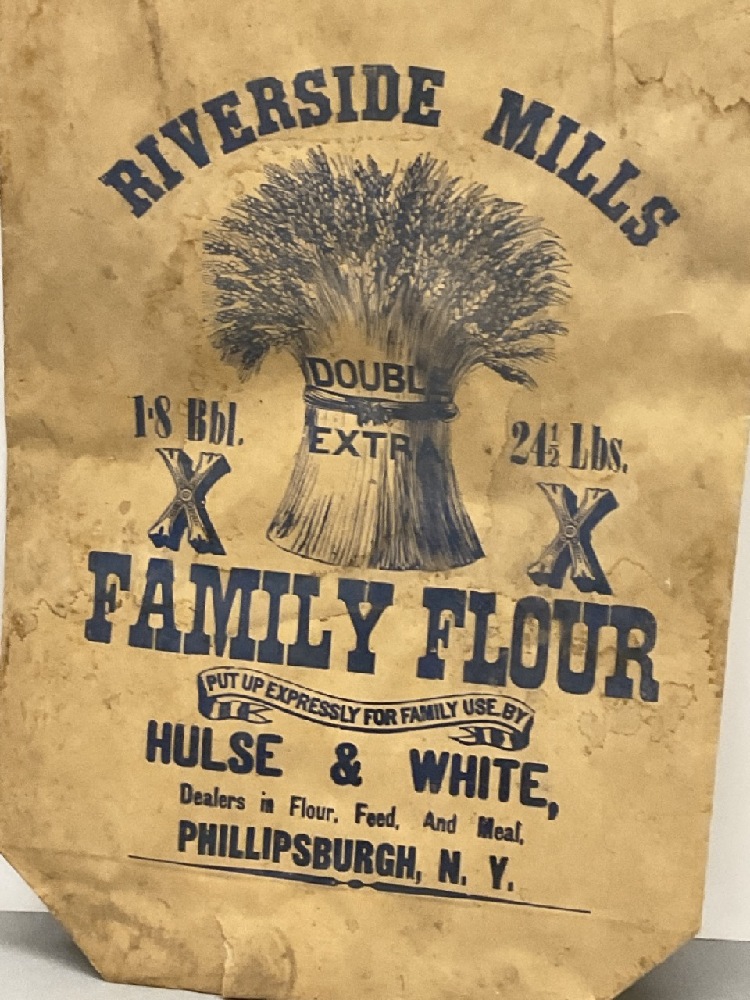 RIVERSIDE MILLS
DOUBLE
EXTRA
1·8 Bbl.
24½ Lbs.
X X
FAMILY FLOUR
PUT UP EXPRESSLY FOR FAMILY USE.BY
HULSE & WHITE,
Dealers in Flour, Feed, And Meal,
PHILLIPSBURGH, N. Y.